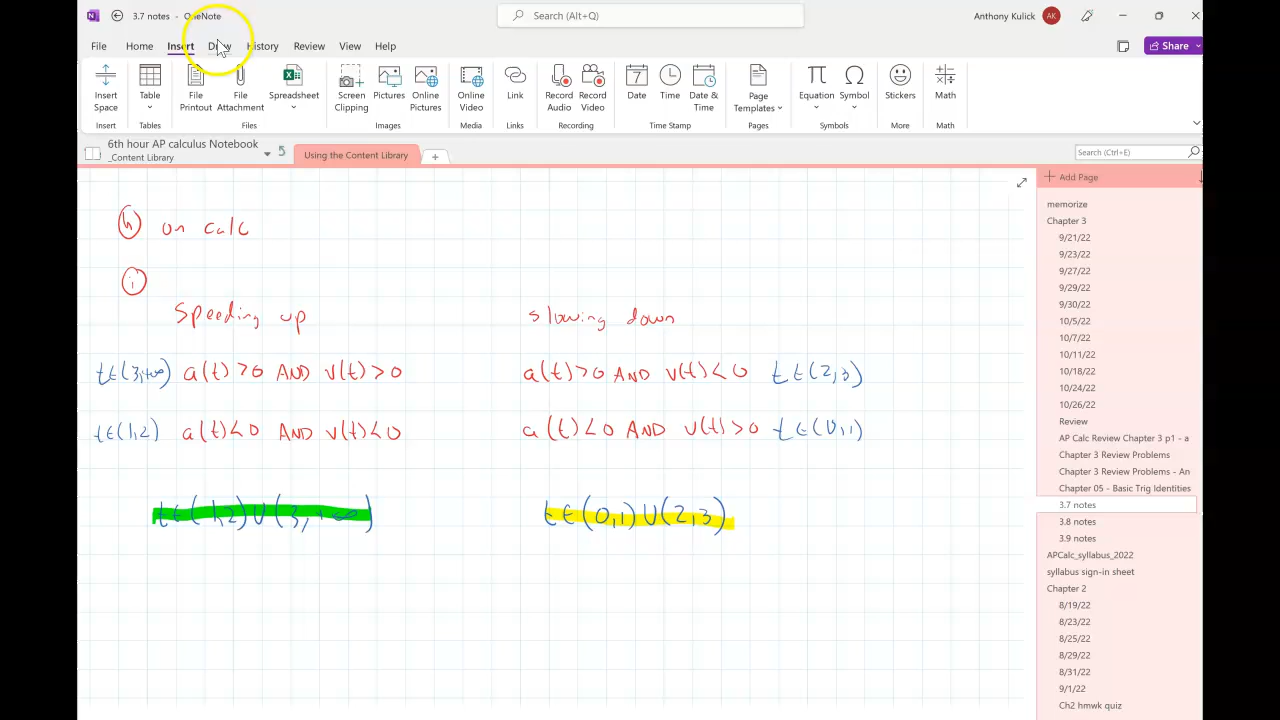 3.7 notes - OneNote
Search (Alt+Q)
Anthony Kulick AK
File Home Insert Draw History Review View Help
Share
Insert Space
Table
File Printout
File Attachment
Spreadsheet
Screen Clipping
Pictures
Online Pictures
Online Video
Link
Record Audio
Record Video
Date
Time
Date & Time
Page Templates
Equation
Symbol
Stickers
Math
Insert Tables Files Images Media Links Recording Time Stamp Pages Symbols More Math
6th hour AP calculus Notebook
_Content Library
Using the Content Library
Search (Ctrl+E)
Add Page
(h) on calc
(i)
Speeding up
slowing down
t∈(3,+∞) a(t)>0 AND v(t)>0
a(t)>0 AND v(t)<0 t∈(2,3)
t∈(1,2) a(t)<0 AND v(t)<0
a(t)<0 AND v(t)>0 t∈(0,1)
t∈(1,2)∪(3,+∞)
t∈(0,1)∪(2,3)
memorize
Chapter 3
9/21/22
9/23/22
9/27/22
9/29/22
9/30/22
10/5/22
10/7/22
10/11/22
10/18/22
10/24/22
10/26/22
Review
AP Calc Review Chapter 3 p1 - a
Chapter 3 Review Problems
Chapter 3 Review Problems - An
Chapter 05 - Basic Trig Identities
3.7 notes
3.8 notes
3.9 notes
APCalc_syllabus_2022
syllabus sign-in sheet
Chapter 2
8/19/22
8/23/22
8/25/22
8/29/22
8/31/22
9/1/22
Ch2 hmwk quiz